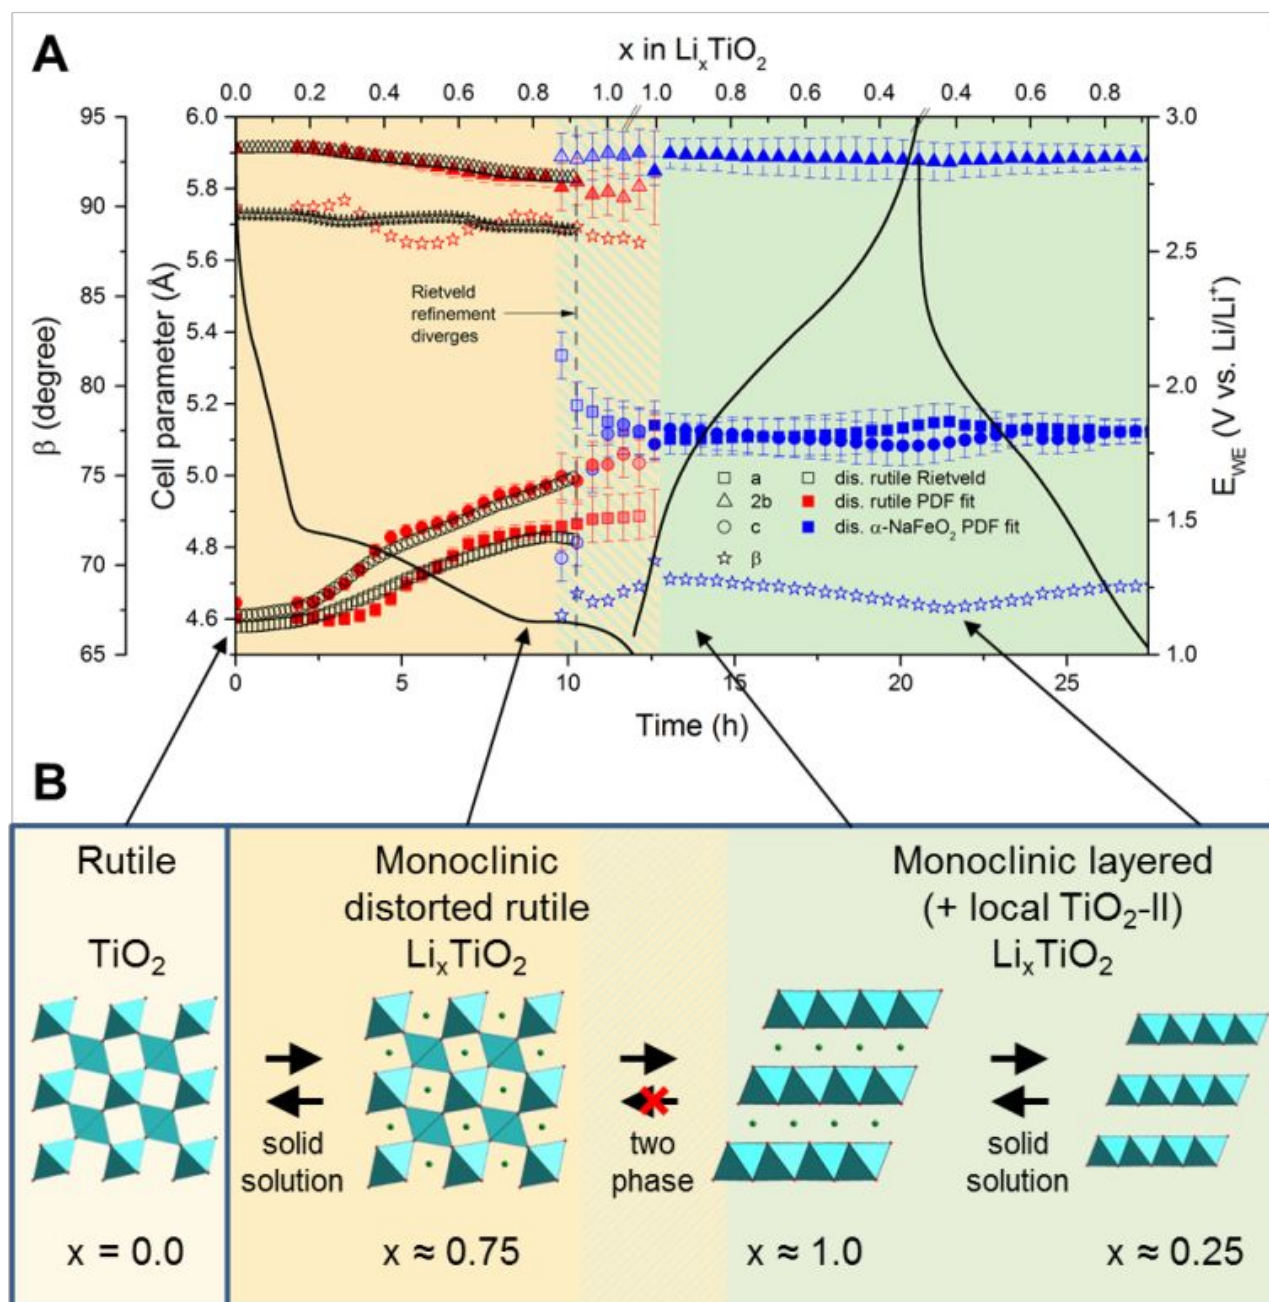 A
x in LixTiO2
0.0 0.2 0.4 0.6 0.8 1.0 1.0 0.8 0.6 0.4 0.4 0.6 0.8
95
90
85
80
75
70
65
β (degree)
6.0
5.8
5.6
5.4
5.2
5.0
4.8
4.6
Cell parameter (Å)
Rietveld
refinement
diverges
a dis. rutile Rietveld
2b dis. rutile PDF fit
c dis. α-NaFeO2 PDF fit
β
3.0
2.5
2.0
1.5
1.0
EWE (V vs. Li/Li+)
0 5 10 15 20 25
Time (h)
B
Rutile
TiO2
Monoclinic
distorted rutile
LixTiO2
Monoclinic layered
(+ local TiO2-II)
LixTiO2
solid
solution
two
phase
solid
solution
x = 0.0
x ≈ 0.75
x ≈ 1.0
x ≈ 0.25